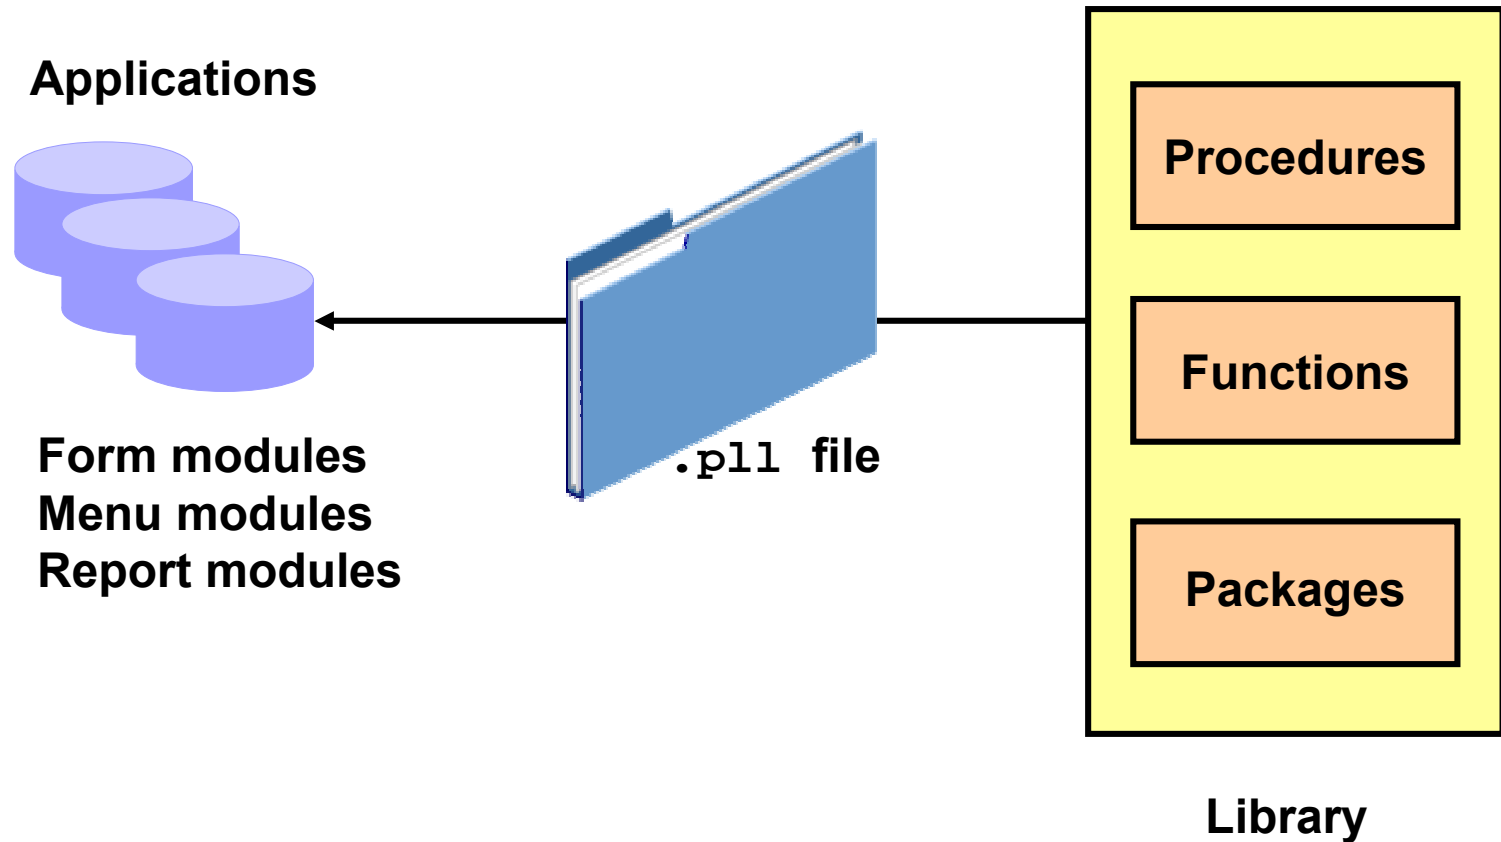 Applications
Form modules
Menu modules
Report modules
.pll file
Procedures
Functions
Packages
Library